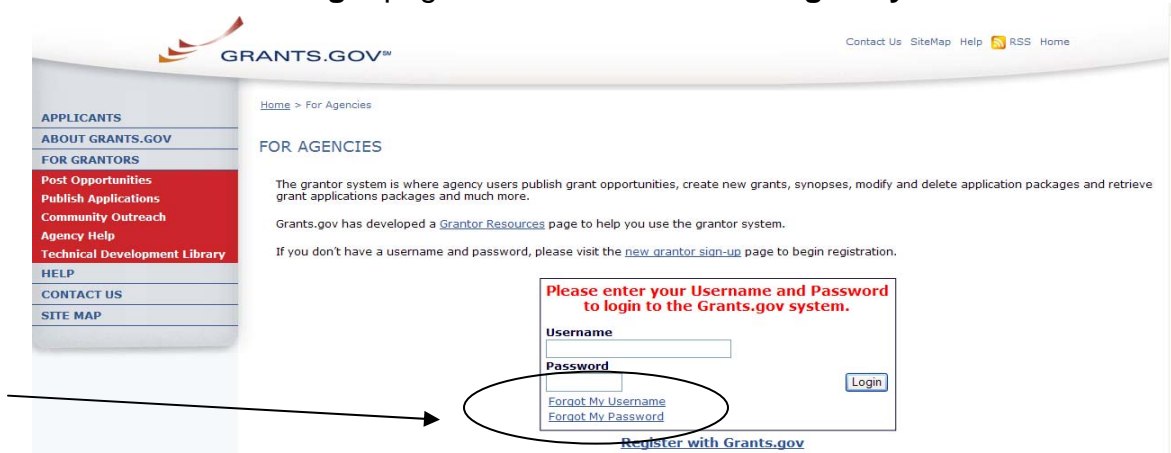 Contact Us SiteMap Help RSS Home
GRANTS.GOV℠
Home > For Agencies
APPLICANTS
ABOUT GRANTS.GOV
FOR GRANTORS
Post Opportunities
Publish Applications
Community Outreach
Agency Help
Technical Development Library
HELP
CONTACT US
SITE MAP
FOR AGENCIES
The grantor system is where agency users publish grant opportunities, create new grants, synopses, modify and delete application packages and retrieve
grant applications packages and much more.
Grants.gov has developed a Grantor Resources page to help you use the grantor system.
If you don't have a username and password, please visit the new grantor sign-up page to begin registration.
Please enter your Username and Password
to login to the Grants.gov system.
Username
Password
Login
Forgot My Username
Forgot My Password
Register with Grants.gov